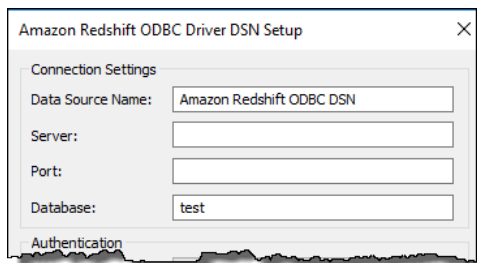 Amazon Redshift ODBC Driver DSN Setup
Connection Settings
Data Source Name: Amazon Redshift ODBC DSN
Server:
Port:
Database: test
Authentication